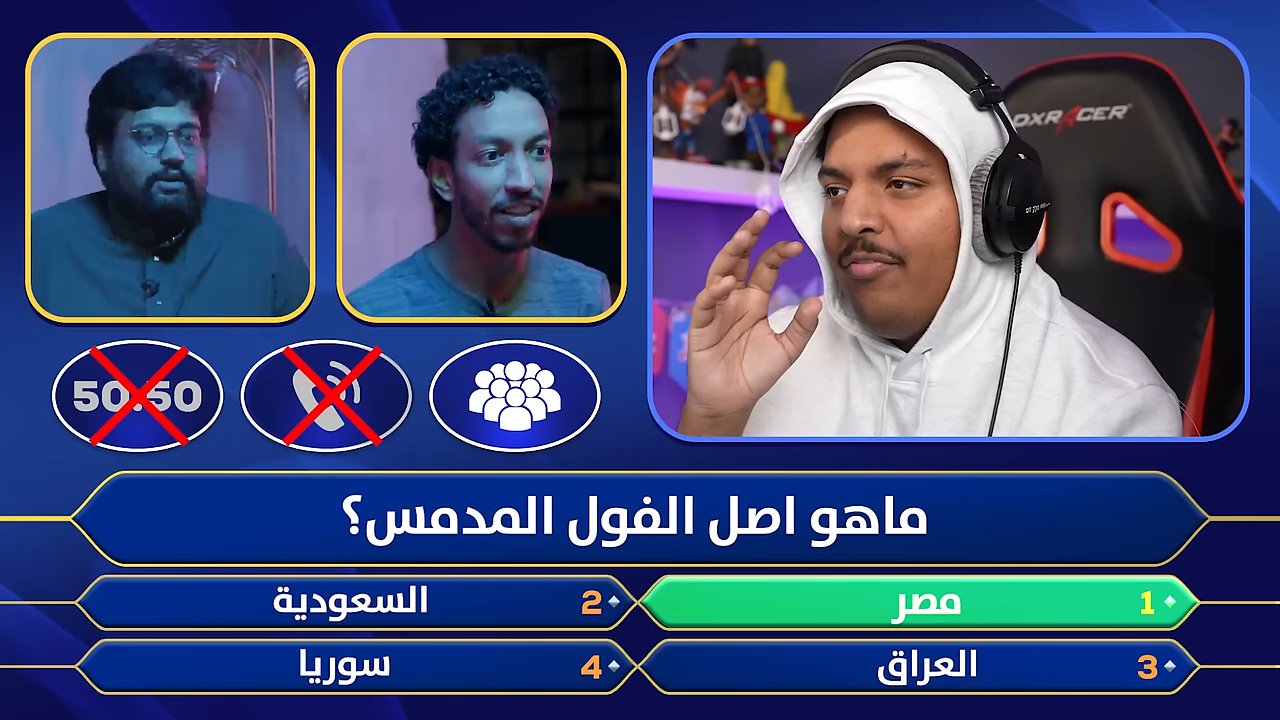 DXRACER
50:50
ماهو اصل الفول المدمس؟
1 مصر
2 السعودية
3 العراق
4 سوريا